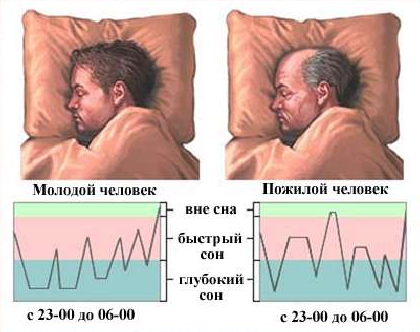 Молодой человек
Пожилой человек
вне сна
быстрый
сон
глубокий
сон
с 23-00 до 06-00
с 23-00 до 06-00